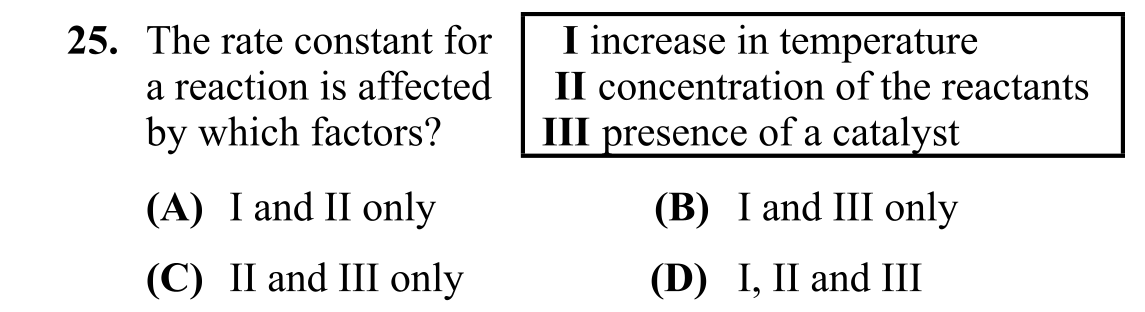 25. The rate constant for
a reaction is affected
by which factors?
I increase in temperature
II concentration of the reactants
III presence of a catalyst
(A) I and II only
(B) I and III only
(C) II and III only
(D) I, II and III